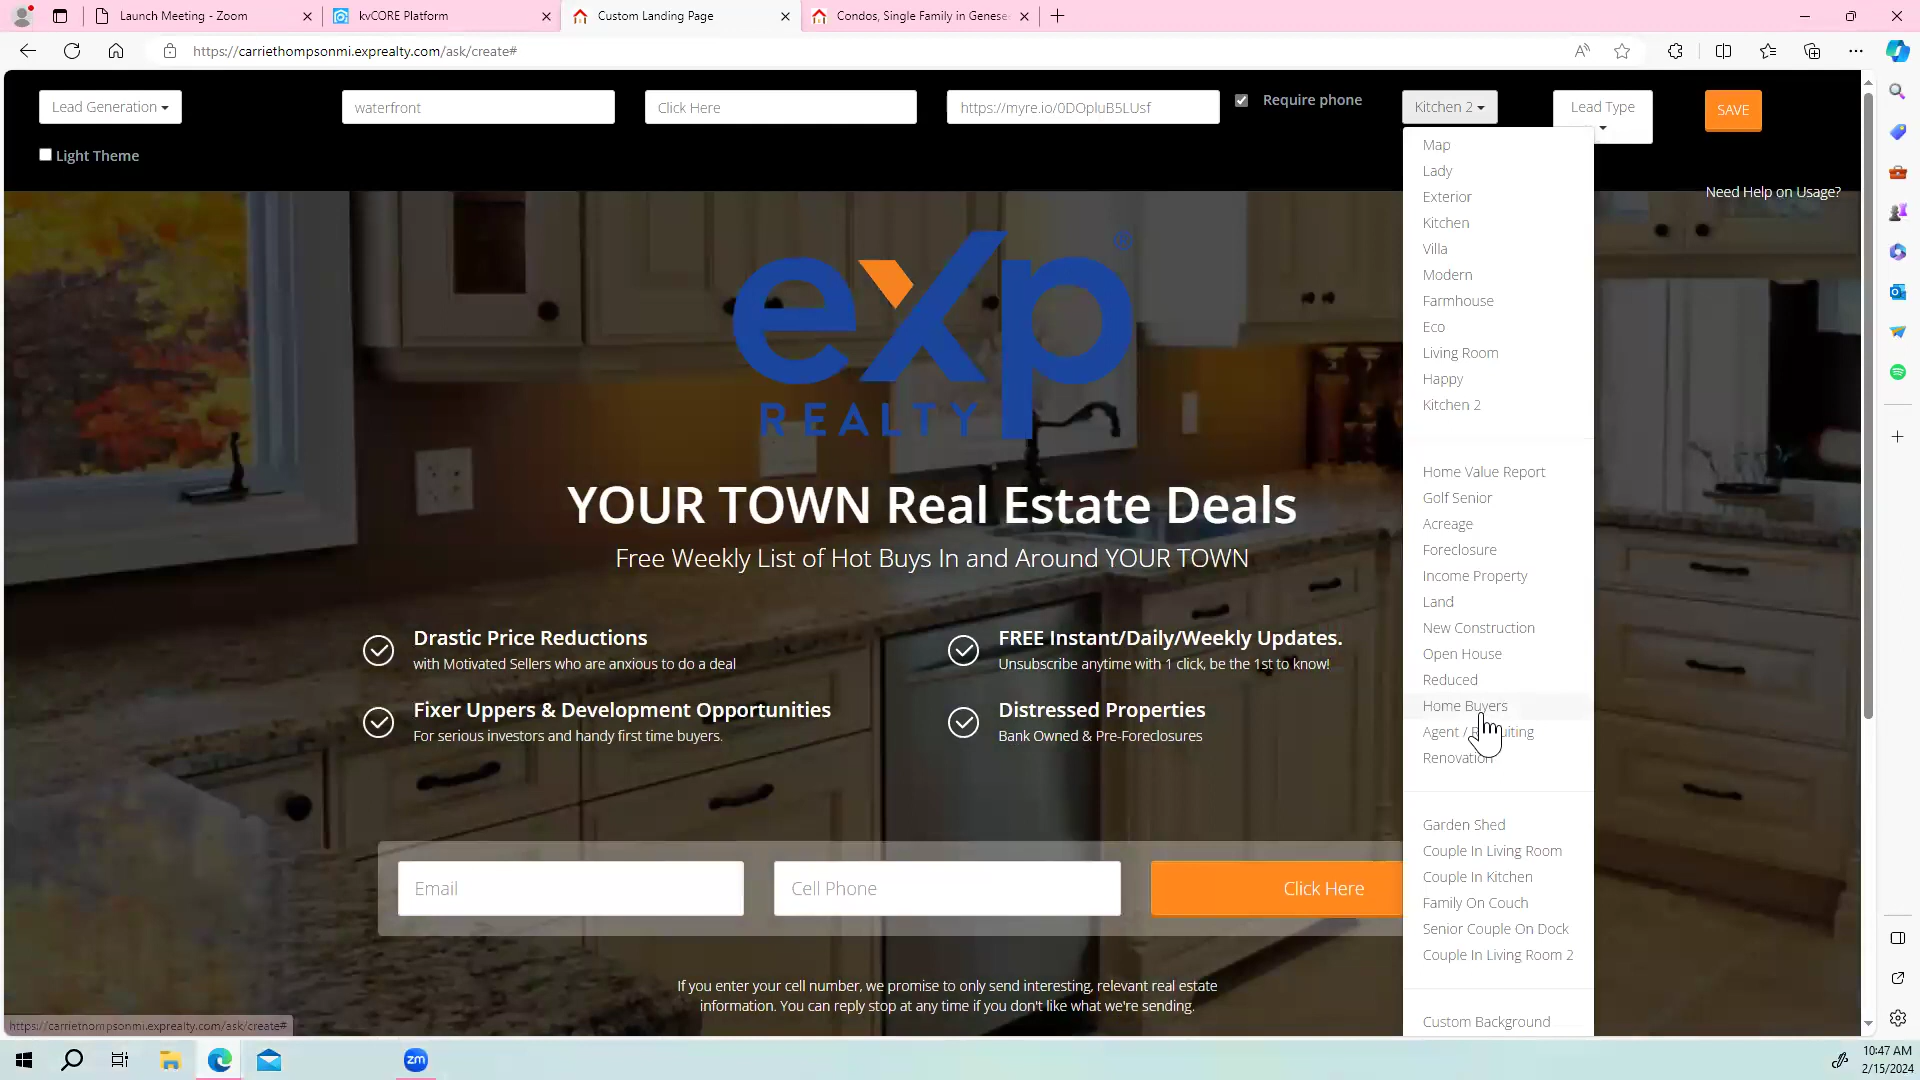 Launch Meeting - Zoom
kvCORE Platform
Custom Landing Page
Condos, Single Family in Genese
https://carriethompsonmi.exprealty.com/ask/create#
Lead Generation
waterfront
Click Here
https://myre.io/0DOpluB5LUsf
Require phone
Kitchen 2
Lead Type
SAVE
Light Theme
Need Help on Usage?
Map
Lady
Exterior
Kitchen
Villa
Modern
Farmhouse
Eco
Living Room
Happy
Kitchen 2
Home Value Report
Golf Senior
Acreage
Foreclosure
Income Property
Land
New Construction
Open House
Reduced
Home Buyers
Agent / Recruiting
Renovation
Garden Shed
Couple In Living Room
Couple In Kitchen
Family On Couch
Senior Couple On Dock
Couple In Living Room 2
Custom Background
exp®
REALTY
YOUR TOWN Real Estate Deals
Free Weekly List of Hot Buys In and Around YOUR TOWN
Drastic Price Reductions
with Motivated Sellers who are anxious to do a deal
FREE Instant/Daily/Weekly Updates.
Unsubscribe anytime with 1 click, be the 1st to know!
Fixer Uppers & Development Opportunities
For serious investors and handy first time buyers.
Distressed Properties
Bank Owned & Pre-Foreclosures
Email
Cell Phone
Click Here
If you enter your cell number, we promise to only send interesting, relevant real estate
information. You can reply stop at any time if you don't like what we're sending.
https://carriethompsonmi.exprealty.com/ask/create#
zm
10:47 AM
2/15/2024